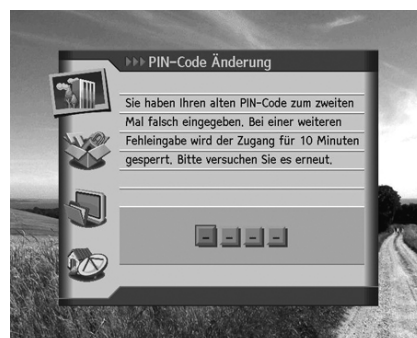 ▸▸▸ PIN-Code Änderung
Sie haben Ihren alten PIN-Code zum zweiten
Mal falsch eingegeben. Bei einer weiteren
Fehleingabe wird der Zugang für 10 Minuten
gesperrt. Bitte versuchen Sie es erneut.
- - - -